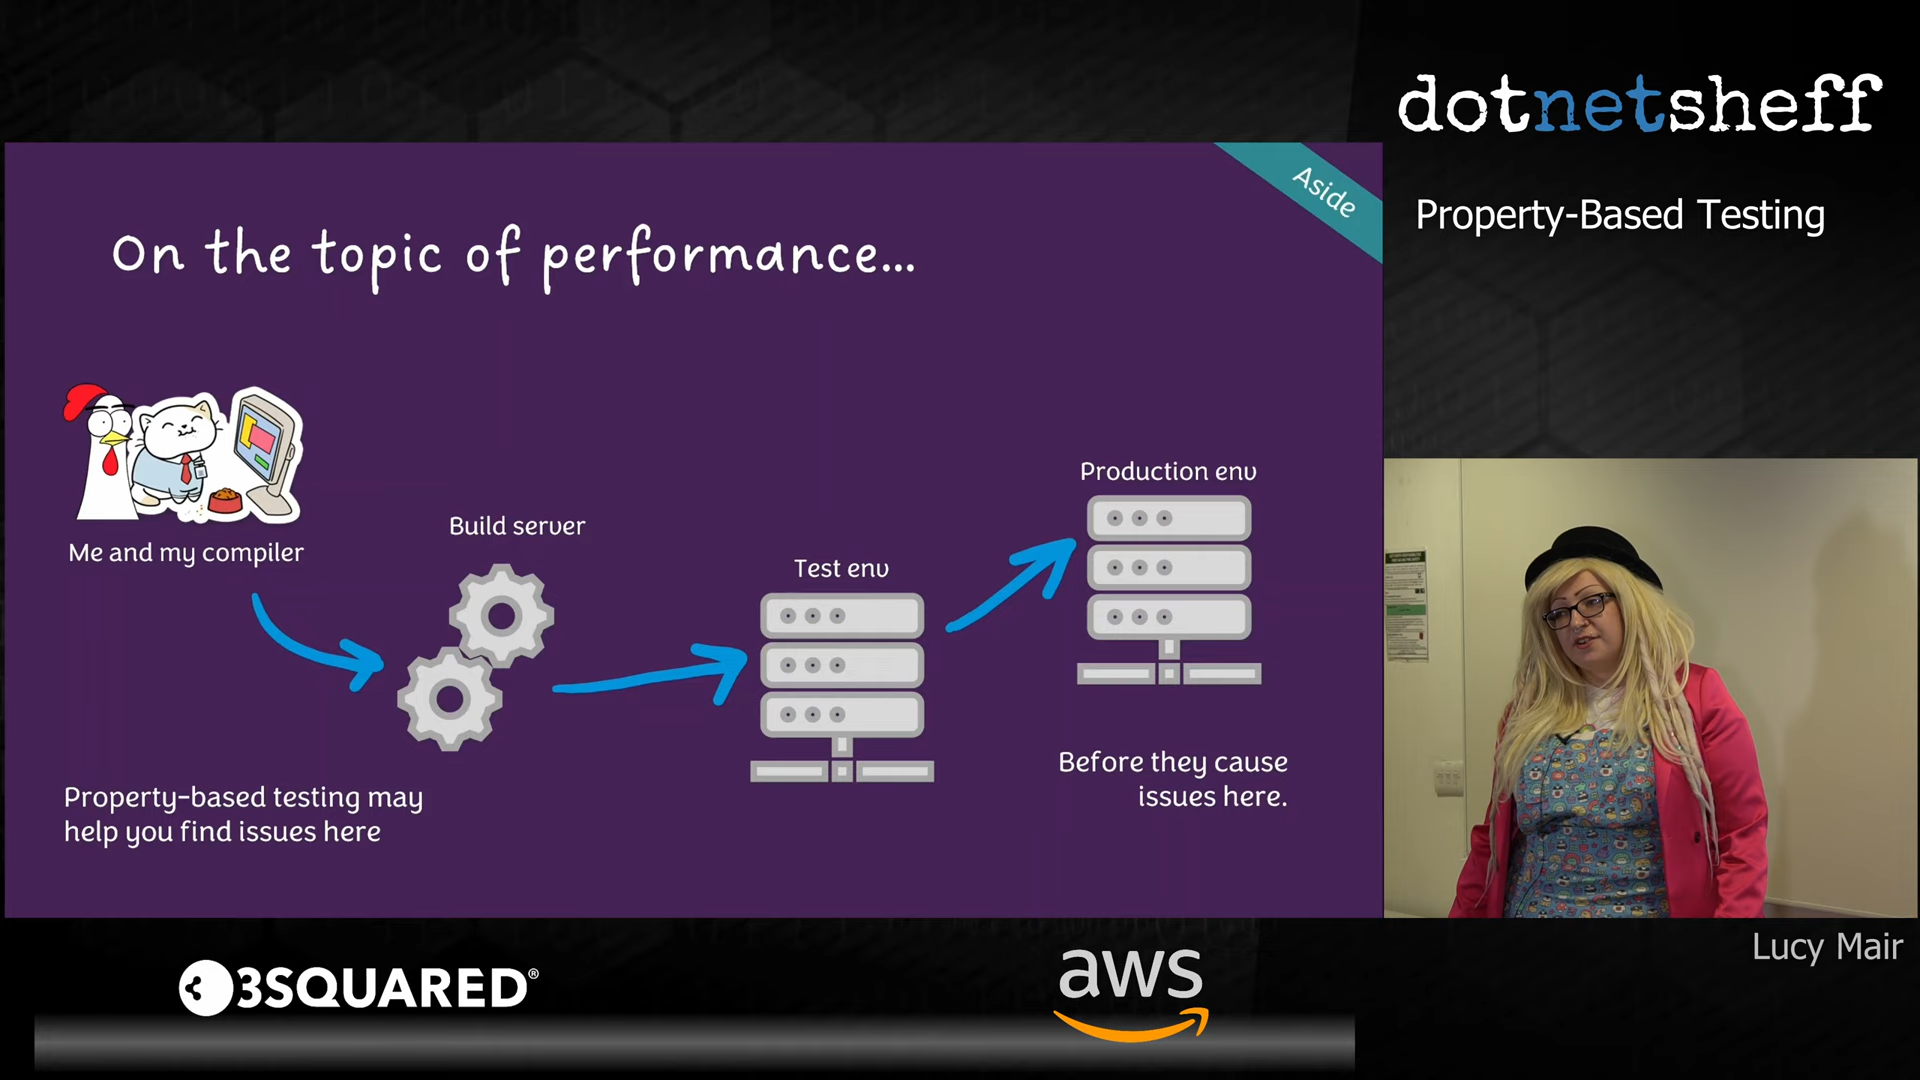 dotnetsheff
Property-Based Testing
Aside
On the topic of performance...
Me and my compiler
Build server
Test env
Production env
Property-based testing may
help you find issues here
Before they cause
issues here.
3SQUARED®
aws
Lucy Mair